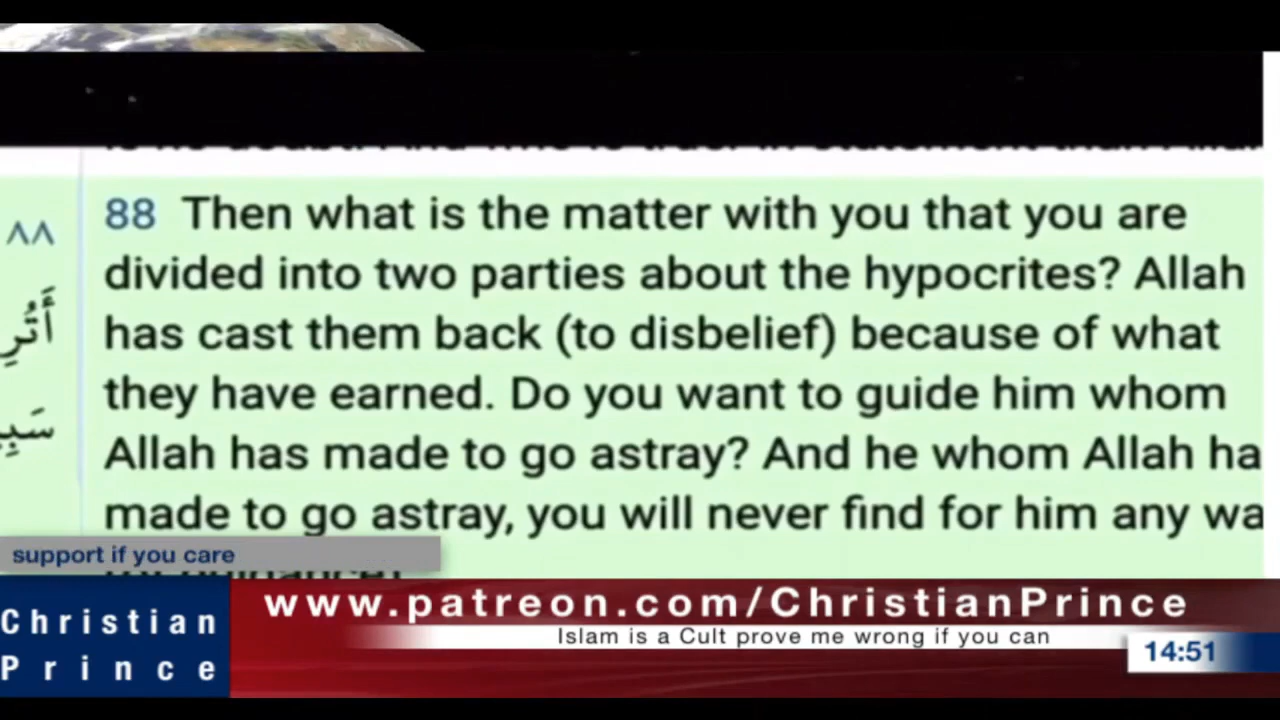 88 Then what is the matter with you that you are
divided into two parties about the hypocrites? Allah
has cast them back (to disbelief) because of what
they have earned. Do you want to guide him whom
Allah has made to go astray? And he whom Allah ha
made to go astray, you will never find for him any wa
٨٨
أَتُرِ
سَبِي
support if you care
Christian
Prince
www.patreon.com/ChristianPrince
Islam is a Cult prove me wrong if you can
14:51